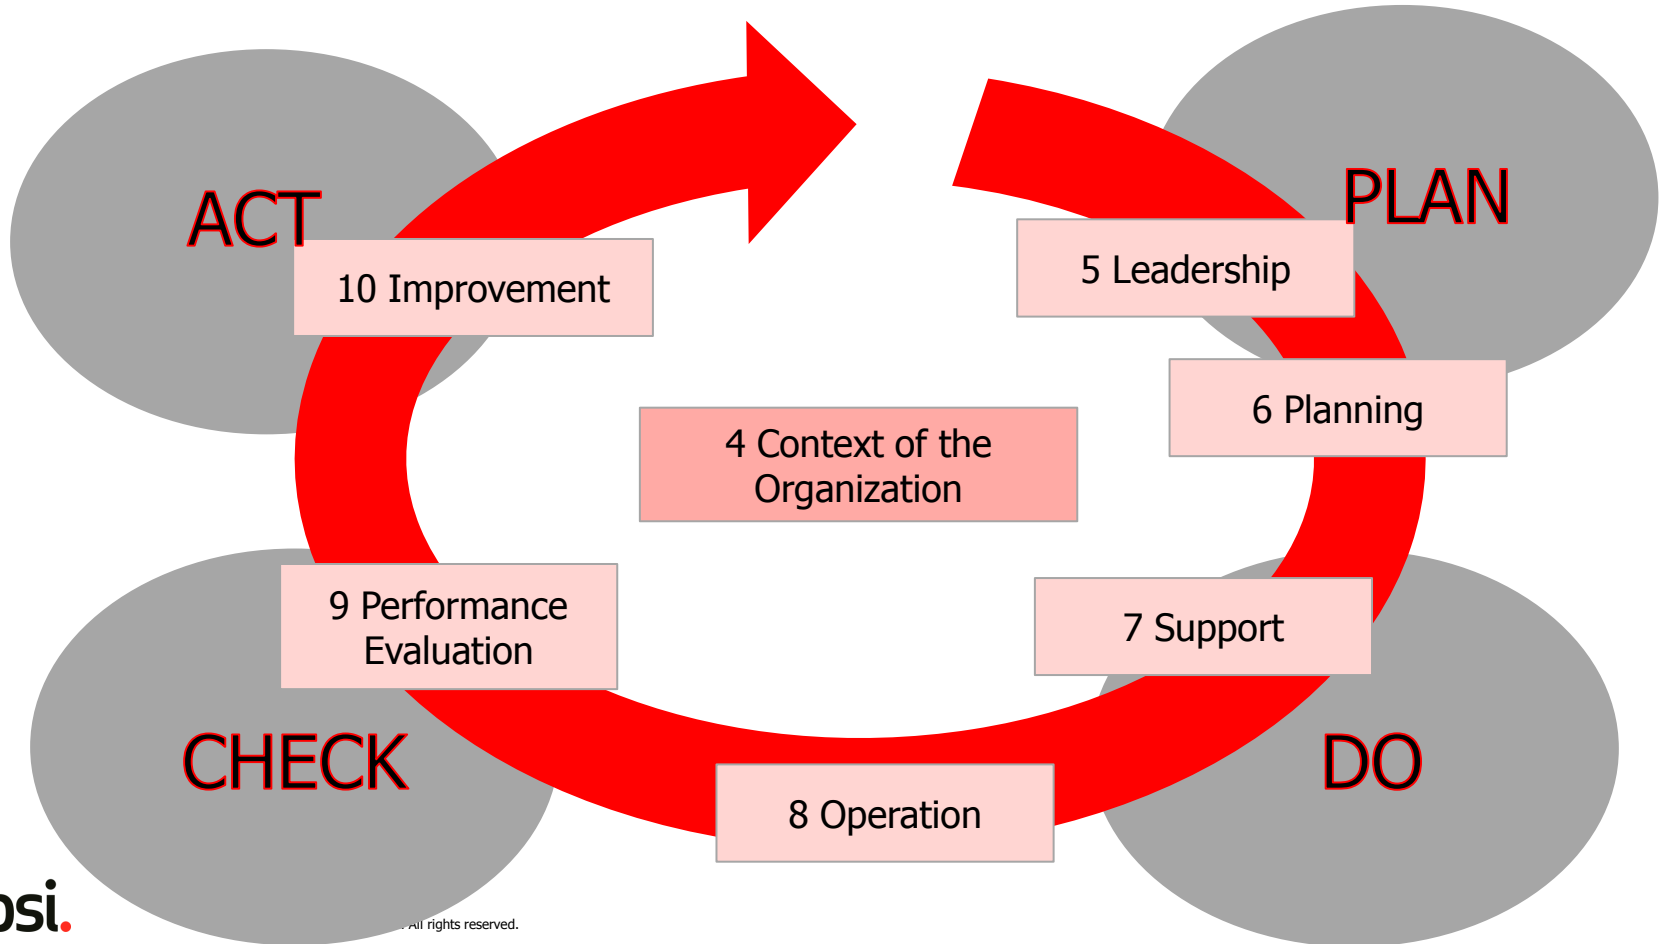 ACT
PLAN
5 Leadership
10 Improvement
6 Planning
4 Context of the
Organization
9 Performance
Evaluation
7 Support
CHECK
DO
8 Operation
bsi.
All rights reserved.